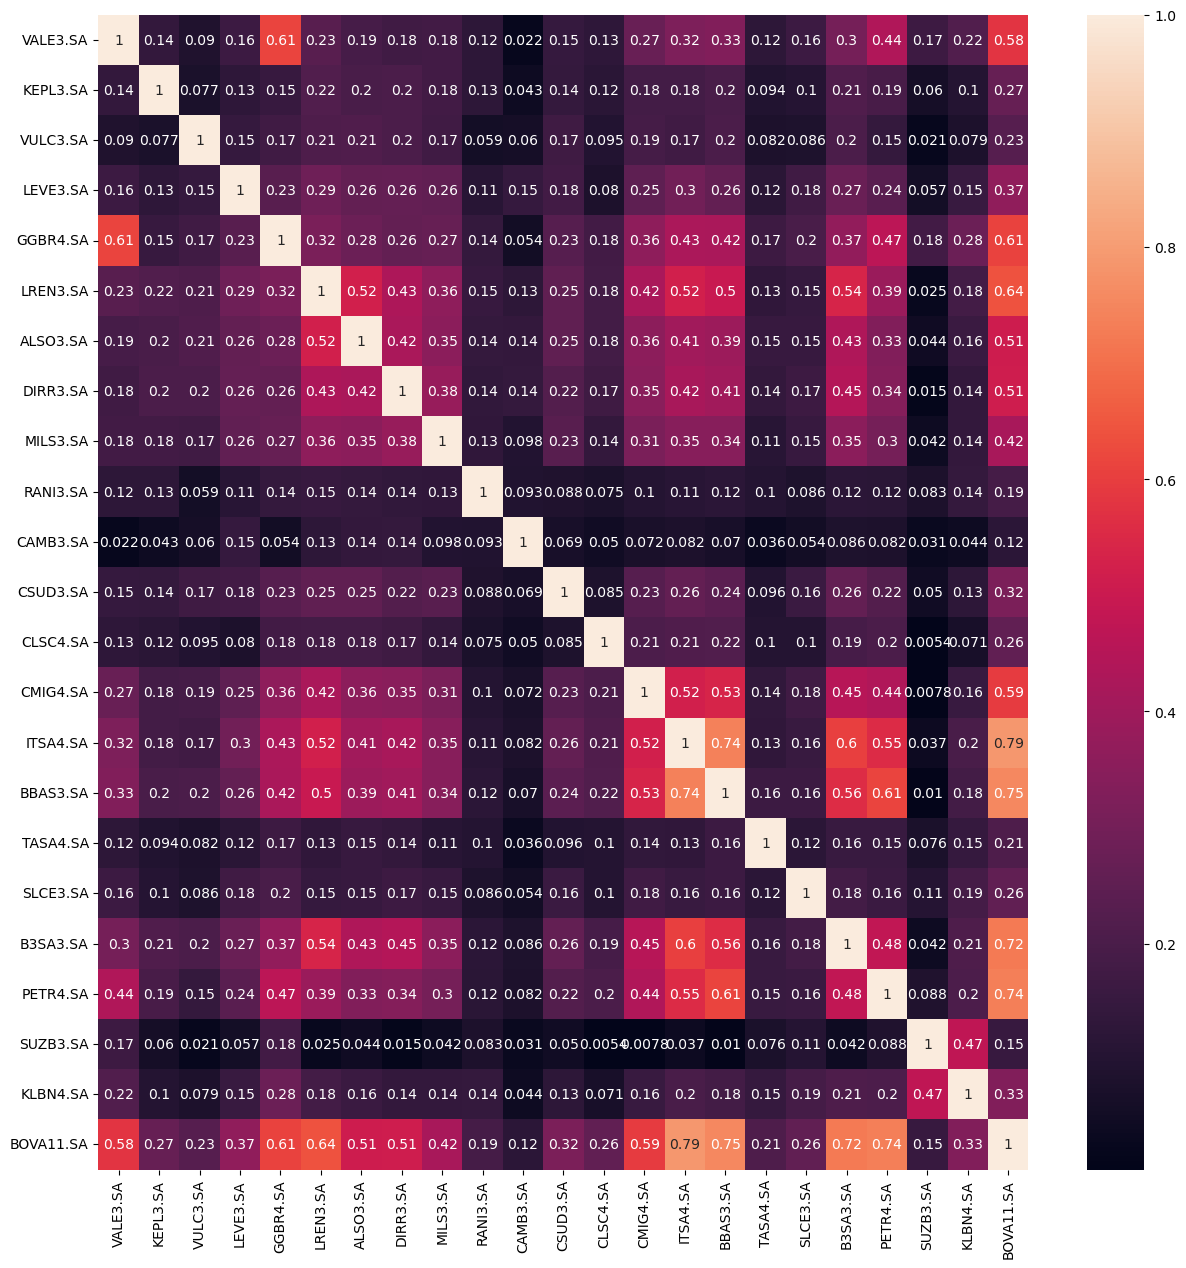 VALE3.SA 1 0.14 0.09 0.16 0.61 0.23 0.19 0.18 0.18 0.12 0.022 0.15 0.13 0.27 0.32 0.33 0.12 0.16 0.3 0.44 0.17 0.22 0.58
KEPL3.SA 0.14 1 0.077 0.13 0.15 0.22 0.2 0.2 0.18 0.13 0.043 0.14 0.12 0.18 0.18 0.2 0.094 0.1 0.21 0.19 0.06 0.1 0.27
VULC3.SA 0.09 0.077 1 0.15 0.17 0.21 0.21 0.2 0.17 0.059 0.06 0.17 0.095 0.19 0.17 0.2 0.082 0.086 0.2 0.15 0.021 0.079 0.23
LEVE3.SA 0.16 0.13 0.15 1 0.23 0.29 0.26 0.26 0.26 0.11 0.15 0.18 0.08 0.25 0.3 0.26 0.12 0.18 0.27 0.24 0.057 0.15 0.37
GGBR4.SA 0.61 0.15 0.17 0.23 1 0.32 0.28 0.26 0.27 0.14 0.054 0.23 0.18 0.36 0.43 0.42 0.17 0.2 0.37 0.47 0.18 0.28 0.61
LREN3.SA 0.23 0.22 0.21 0.29 0.32 1 0.52 0.43 0.36 0.15 0.13 0.25 0.18 0.42 0.52 0.5 0.13 0.15 0.54 0.39 0.025 0.18 0.64
ALSO3.SA 0.19 0.2 0.21 0.26 0.28 0.52 1 0.42 0.35 0.14 0.14 0.25 0.18 0.36 0.41 0.39 0.15 0.15 0.43 0.33 0.044 0.16 0.51
DIRR3.SA 0.18 0.2 0.2 0.26 0.26 0.43 0.42 1 0.38 0.14 0.14 0.22 0.17 0.35 0.42 0.41 0.14 0.17 0.45 0.34 0.015 0.14 0.51
MILS3.SA 0.18 0.18 0.17 0.26 0.27 0.36 0.35 0.38 1 0.13 0.098 0.23 0.14 0.31 0.35 0.34 0.11 0.15 0.35 0.3 0.042 0.14 0.42
RANI3.SA 0.12 0.13 0.059 0.11 0.14 0.15 0.14 0.14 0.13 1 0.093 0.088 0.075 0.1 0.11 0.12 0.1 0.086 0.12 0.12 0.083 0.14 0.19
CAMB3.SA 0.022 0.043 0.06 0.15 0.054 0.13 0.14 0.14 0.098 0.093 1 0.069 0.05 0.072 0.082 0.07 0.036 0.054 0.086 0.082 0.031 0.044 0.12
CSUD3.SA 0.15 0.14 0.17 0.18 0.23 0.25 0.25 0.22 0.23 0.088 0.069 1 0.085 0.23 0.26 0.24 0.096 0.16 0.26 0.22 0.05 0.13 0.32
CLSC4.SA 0.13 0.12 0.095 0.08 0.18 0.18 0.18 0.17 0.14 0.075 0.05 0.085 1 0.21 0.21 0.22 0.1 0.1 0.19 0.2 0.0054 0.071 0.26
CMIG4.SA 0.27 0.18 0.19 0.25 0.36 0.42 0.36 0.35 0.31 0.1 0.072 0.23 0.21 1 0.52 0.53 0.14 0.18 0.45 0.44 0.0078 0.16 0.59
ITSA4.SA 0.32 0.18 0.17 0.3 0.43 0.52 0.41 0.42 0.35 0.11 0.082 0.26 0.21 0.52 1 0.74 0.13 0.16 0.6 0.55 0.037 0.2 0.79
BBAS3.SA 0.33 0.2 0.2 0.26 0.42 0.5 0.39 0.41 0.34 0.12 0.07 0.24 0.22 0.53 0.74 1 0.16 0.16 0.56 0.61 0.01 0.18 0.75
TASA4.SA 0.12 0.094 0.082 0.12 0.17 0.13 0.15 0.14 0.11 0.1 0.036 0.096 0.1 0.14 0.13 0.16 1 0.12 0.16 0.15 0.076 0.15 0.21
SLCE3.SA 0.16 0.1 0.086 0.18 0.2 0.15 0.15 0.17 0.15 0.086 0.054 0.16 0.1 0.18 0.16 0.16 0.12 1 0.18 0.16 0.11 0.19 0.26
B3SA3.SA 0.3 0.21 0.2 0.27 0.37 0.54 0.43 0.45 0.35 0.12 0.086 0.26 0.19 0.45 0.6 0.56 0.16 0.18 1 0.48 0.042 0.21 0.72
PETR4.SA 0.44 0.19 0.15 0.24 0.47 0.39 0.33 0.34 0.3 0.12 0.082 0.22 0.2 0.44 0.55 0.61 0.15 0.16 0.48 1 0.088 0.2 0.74
SUZB3.SA 0.17 0.06 0.021 0.057 0.18 0.025 0.044 0.015 0.042 0.083 0.031 0.05 0.0054 0.0078 0.037 0.01 0.076 0.11 0.042 0.088 1 0.47 0.15
KLBN4.SA 0.22 0.1 0.079 0.15 0.28 0.18 0.16 0.14 0.14 0.14 0.044 0.13 0.071 0.16 0.2 0.18 0.15 0.19 0.21 0.2 0.47 1 0.33
BOVA11.SA 0.58 0.27 0.23 0.37 0.61 0.64 0.51 0.51 0.42 0.19 0.12 0.32 0.26 0.59 0.79 0.75 0.21 0.26 0.72 0.74 0.15 0.33 1
VALE3.SA KEPL3.SA VULC3.SA LEVE3.SA GGBR4.SA LREN3.SA ALSO3.SA DIRR3.SA MILS3.SA RANI3.SA CAMB3.SA CSUD3.SA CLSC4.SA CMIG4.SA ITSA4.SA BBAS3.SA TASA4.SA SLCE3.SA B3SA3.SA PETR4.SA SUZB3.SA KLBN4.SA BOVA11.SA
1.0
0.8
0.6
0.4
0.2